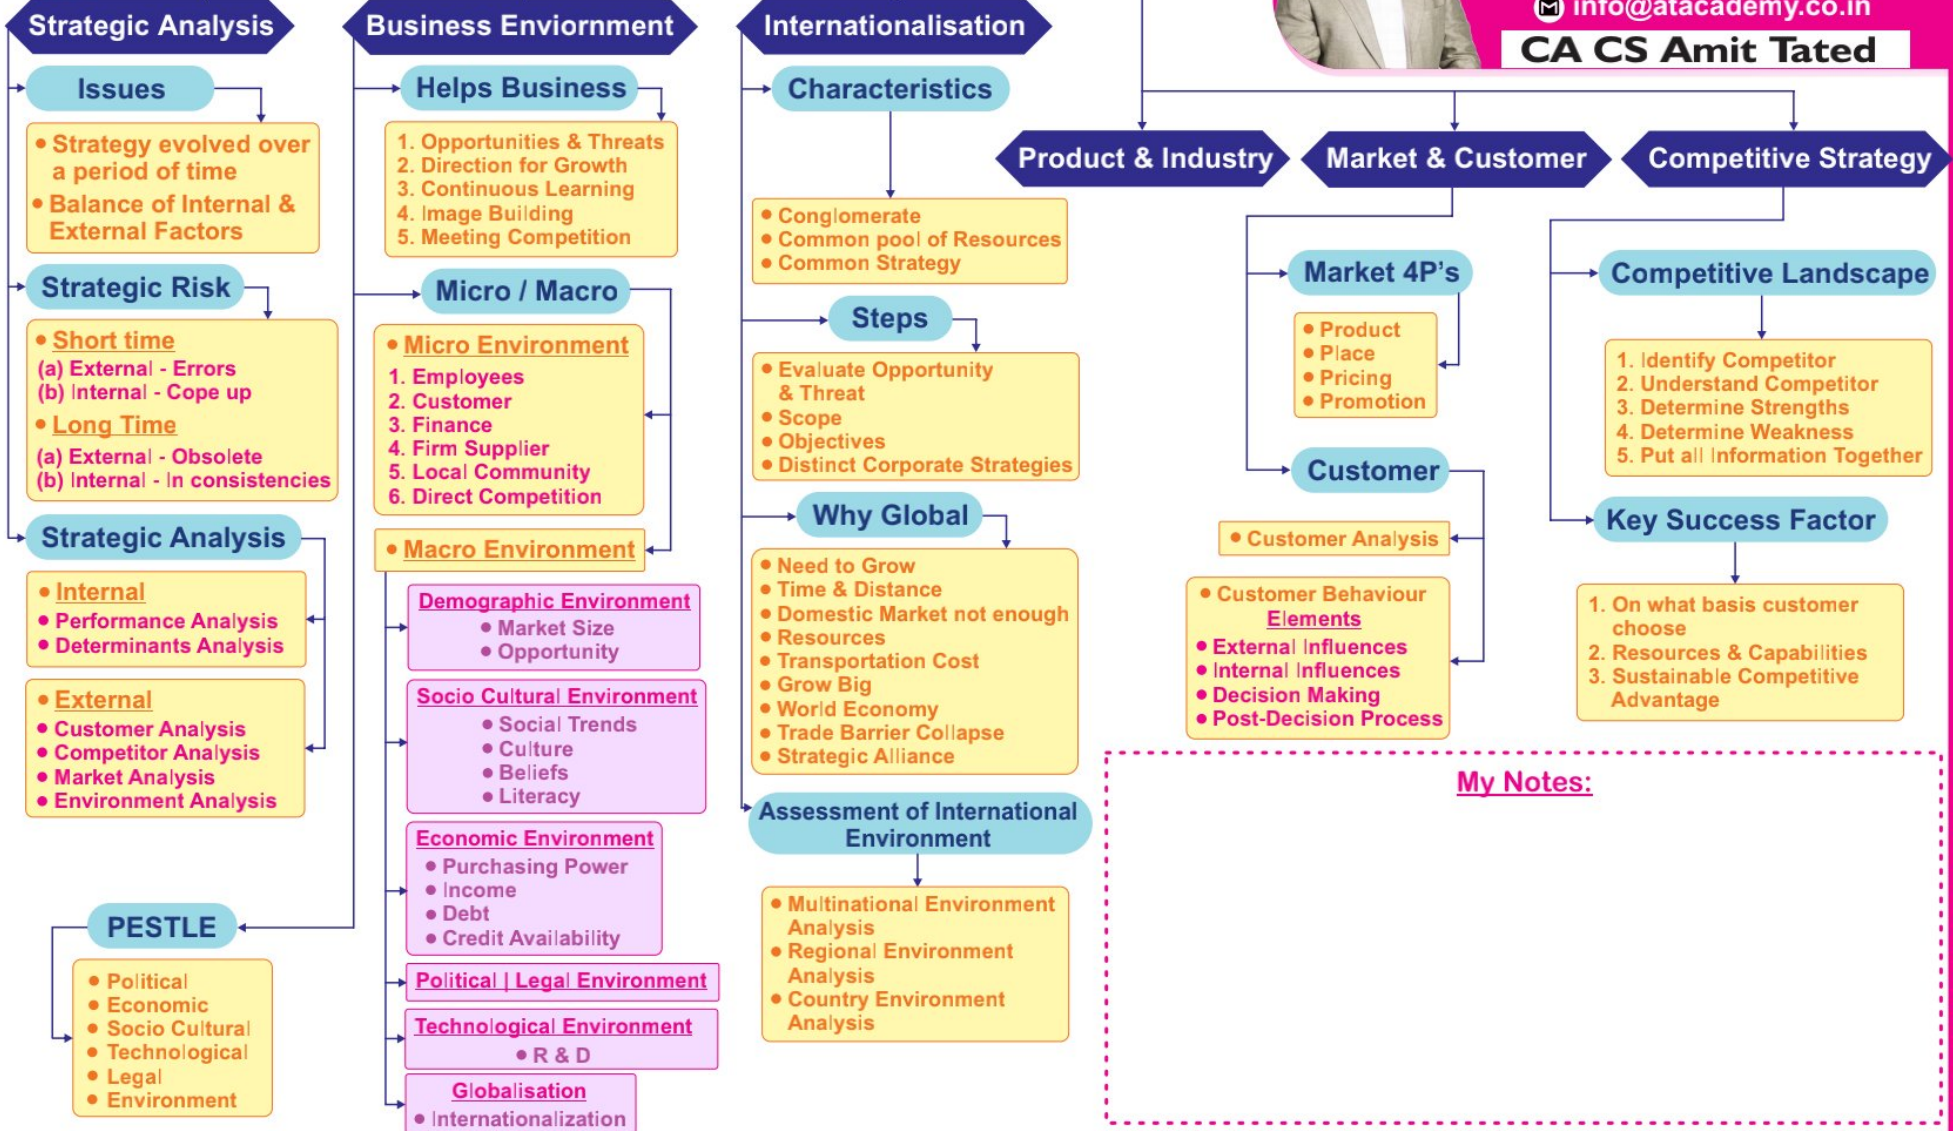 info@atacademy.co.in
CA CS Amit Tated
Strategic Analysis
Issues
• Strategy evolved over
a period of time
• Balance of Internal &
External Factors
Strategic Risk
• Short time
(a) External - Errors
(b) Internal - Cope up
• Long Time
(a) External - Obsolete
(b) Internal - In consistencies
Strategic Analysis
• Internal
• Performance Analysis
• Determinants Analysis
• External
• Customer Analysis
• Competitor Analysis
• Market Analysis
• Environment Analysis
Business Enviornment
Helps Business
1. Opportunities & Threats
2. Direction for Growth
3. Continuous Learning
4. Image Building
5. Meeting Competition
Micro / Macro
• Micro Environment
1. Employees
2. Customer
3. Finance
4. Firm Supplier
5. Local Community
6. Direct Competition
• Macro Environment
Demographic Environment
• Market Size
• Opportunity
Socio Cultural Environment
• Social Trends
• Culture
• Beliefs
• Literacy
Economic Environment
• Purchasing Power
• Income
• Debt
• Credit Availability
Political | Legal Environment
Technological Environment
• R & D
Globalisation
• Internationalization
PESTLE
• Political
• Economic
• Socio Cultural
• Technological
• Legal
• Environment
Internationalisation
Characteristics
• Conglomerate
• Common pool of Resources
• Common Strategy
Steps
• Evaluate Opportunity
& Threat
• Scope
• Objectives
• Distinct Corporate Strategies
Why Global
• Need to Grow
• Time & Distance
• Domestic Market not enough
• Resources
• Transportation Cost
• Grow Big
• World Economy
• Trade Barrier Collapse
• Strategic Alliance
Assessment of International
Environment
• Multinational Environment
Analysis
• Regional Environment
Analysis
• Country Environment
Analysis
Product & Industry
Market & Customer
Market 4P's
• Product
• Place
• Pricing
• Promotion
Customer
• Customer Analysis
• Customer Behaviour
Elements
• External Influences
• Internal Influences
• Decision Making
• Post-Decision Process
Competitive Strategy
Competitive Landscape
1. Identify Competitor
2. Understand Competitor
3. Determine Strengths
4. Determine Weakness
5. Put all Information Together
Key Success Factor
1. On what basis customer
choose
2. Resources & Capabilities
3. Sustainable Competitive
Advantage
My Notes: